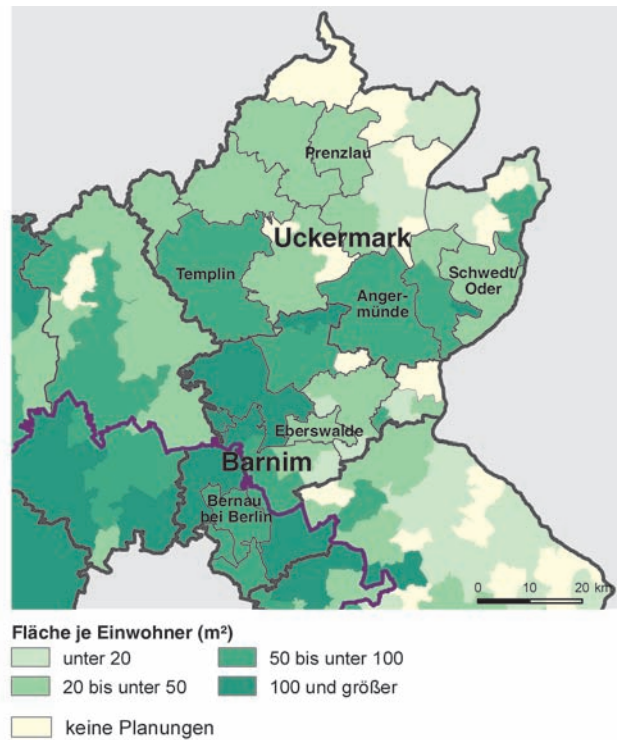 Prenzlau
Uckermark
Templin
Schwedt/
Oder
Anger-
münde
Eberswalde
Barnim
Bernau
bei Berlin
0 10 20 km
Fläche je Einwohner (m²)
unter 20
50 bis unter 100
20 bis unter 50
100 und größer
keine Planungen